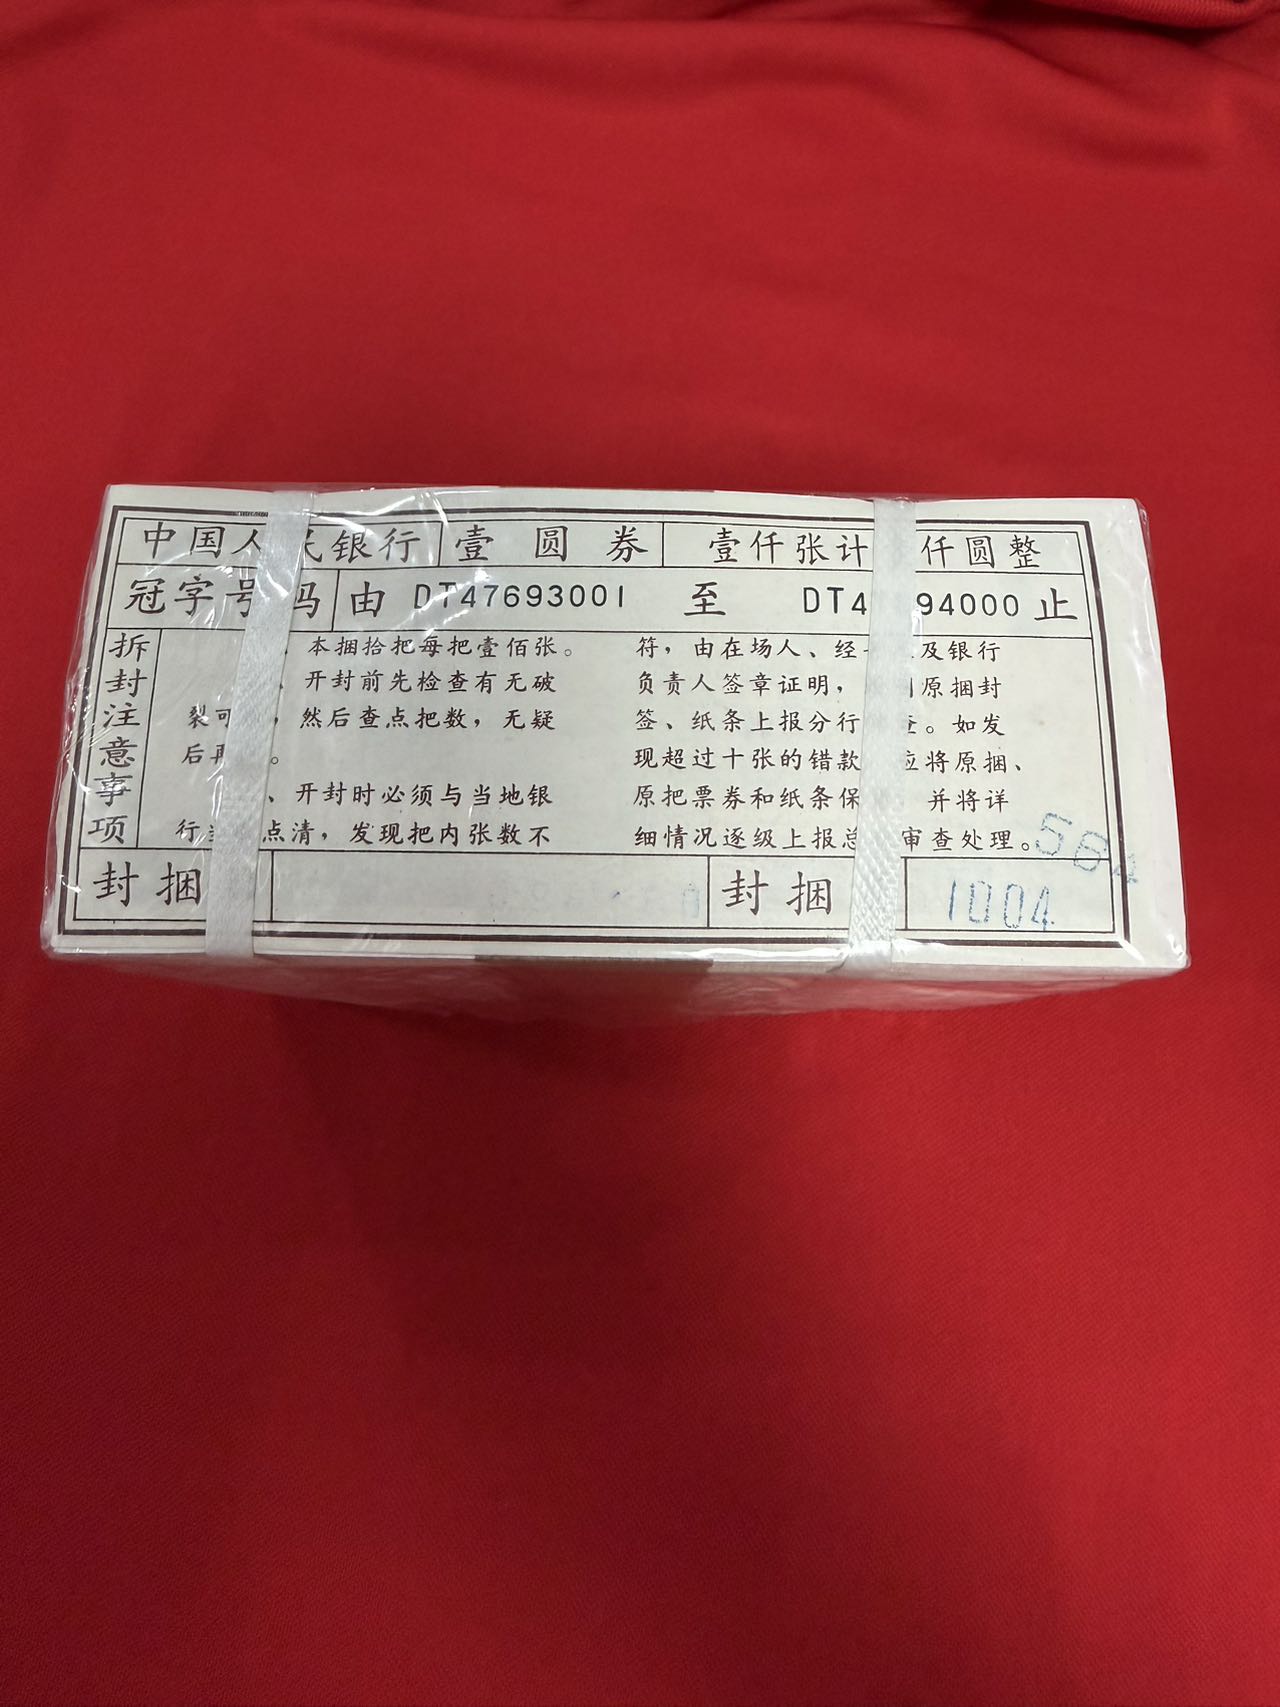 中国人民银行 壹圆券 壹仟张计 仟圆整
冠字号码 由 DT47693001 至 DT4 94000 止
拆封注意事项
本捆拾把每把壹佰张。
开封前先检查有无破
裂可 ，然后查点把数，无疑
后再 。
、开封时必须与当地银
行 点清，发现把内张数不
符，由在场人、经 及银行
负责人签章证明， 原捆封
签、纸条上报分行 查。如发
现超过十张的错款 应将原捆、
原把票券和纸条保 并将详
细情况逐级上报总 审查处理。
564
封捆 封捆 1004